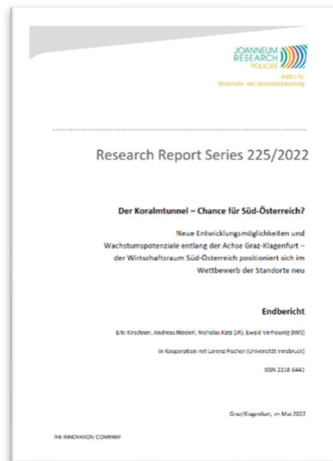 JOANNEUM
RESEARCH
POLICIES
Institut für
Wirtschafts- und Innovationsforschung
Research Report Series 225/2022
Der Koralmtunnel – Chance für Süd-Österreich?
Neue Entwicklungsmöglichkeiten und
Wachstumspotenziale entlang der Achse Graz-Klagenfurt –
der Wirtschaftsraum Süd-Österreich positioniert sich im
Wettbewerb der Standorte neu
Endbericht
Eric Kirschner, Andreas Niederl, Nicholas Katz (JR), Ewald Verhounig (IWS)
In Kooperation mit Lorenz Fischer (Universität Innsbruck)
ISSN 2218-6441
Graz/Klagenfurt, im Mai 2022
THE INNOVATION COMPANY